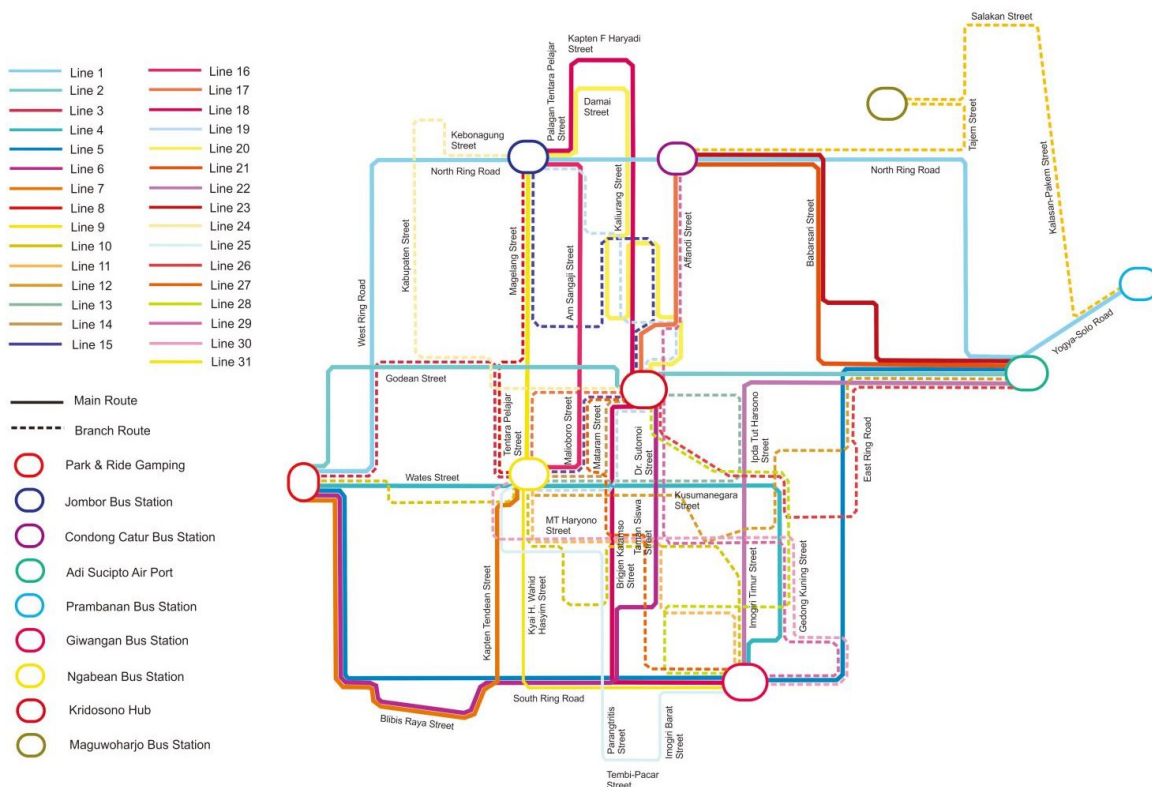 Line 1
Line 2
Line 3
Line 4
Line 5
Line 6
Line 7
Line 8
Line 9
Line 10
Line 11
Line 12
Line 13
Line 14
Line 15
Line 16
Line 17
Line 18
Line 19
Line 20
Line 21
Line 22
Line 23
Line 24
Line 25
Line 26
Line 27
Line 28
Line 29
Line 30
Line 31
Main Route
Branch Route
Park & Ride Gamping
Jombor Bus Station
Condong Catur Bus Station
Adi Sucipto Air Port
Prambanan Bus Station
Giwangan Bus Station
Ngabean Bus Station
Kridosono Hub
Maguwoharjo Bus Station
Salakan Street
Kapten F Haryadi
Street
Palagan Tentara Pelajar
Street
Damai
Street
Kebonagung
Street
North Ring Road
North Ring Road
Tajem Street
Kalasan-Pakem Street
Kabupaten Street
Kaliurang Street
Affandi Street
Babarsari Street
Magelang Street
Am Sangaji Street
West Ring Road
Yogya-Solo Road
Godean Street
Tentara Pelajar
Street
Malioboro Street
Mataram Street
Dr. Sutomoi
Street
Ipda Tut Harsono
Street
East Ring Road
Wates Street
Kusumanegara
Street
MT Haryono
Street
Brigjen Katamso
Street
Taman Siswa
Street
Imogiri Timur Street
Gedong Kuning Street
Kapten Tendean Street
Kyai H. Wahid
Hasyim Street
South Ring Road
Blibis Raya Street
Parangtritis
Street
Imogiri Barat
Street
Tembi-Pacar
Street